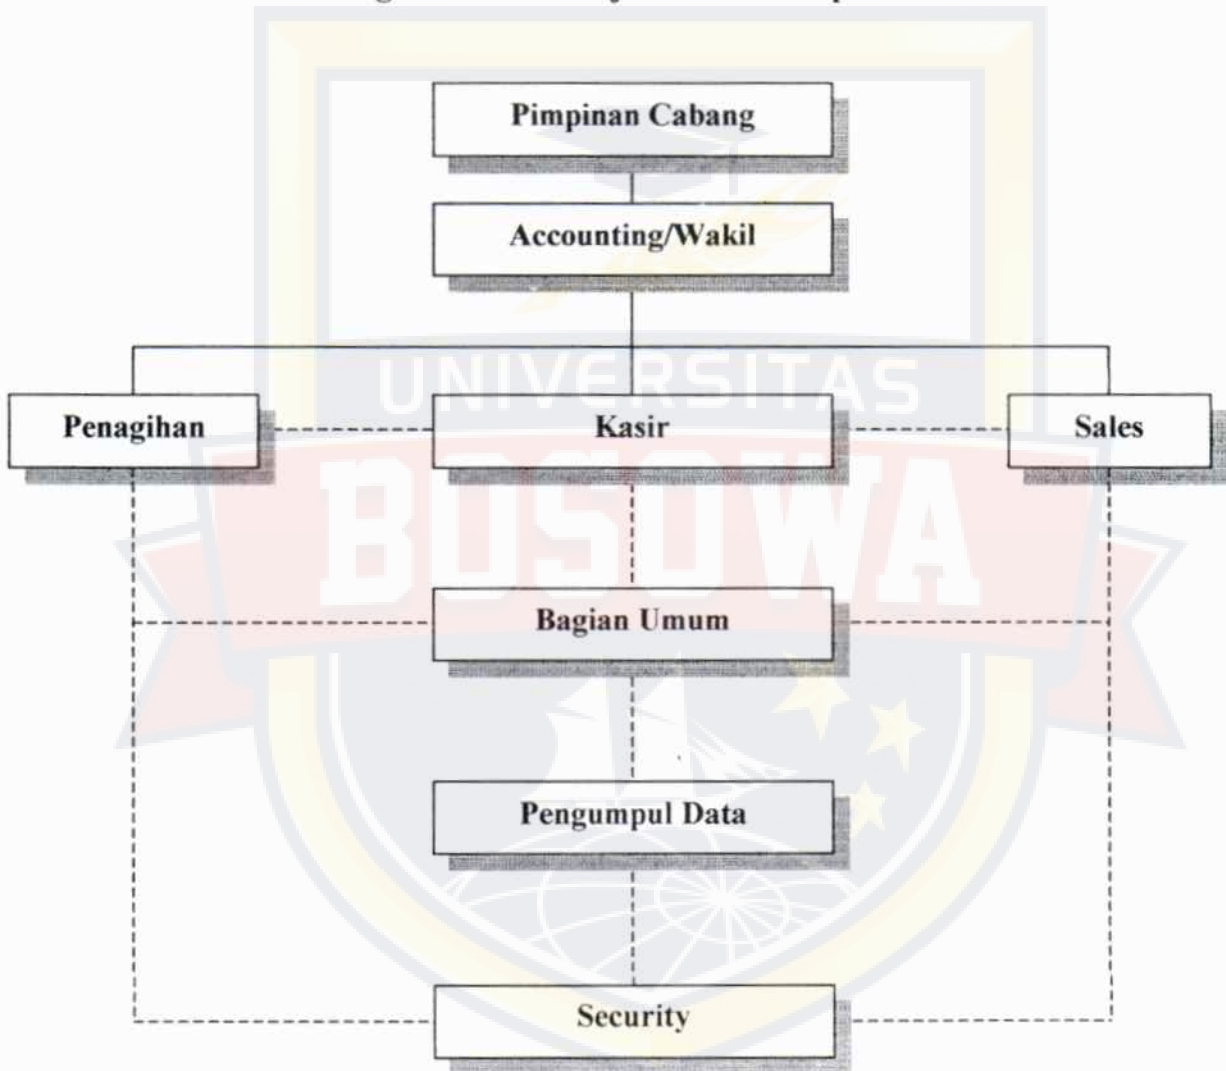 Pimpinan Cabang
Accounting/Wakil
UNIVERSITAS
Penagihan
Kasir
Sales
BOSOWA
Bagian Umum
Pengumpul Data
Security